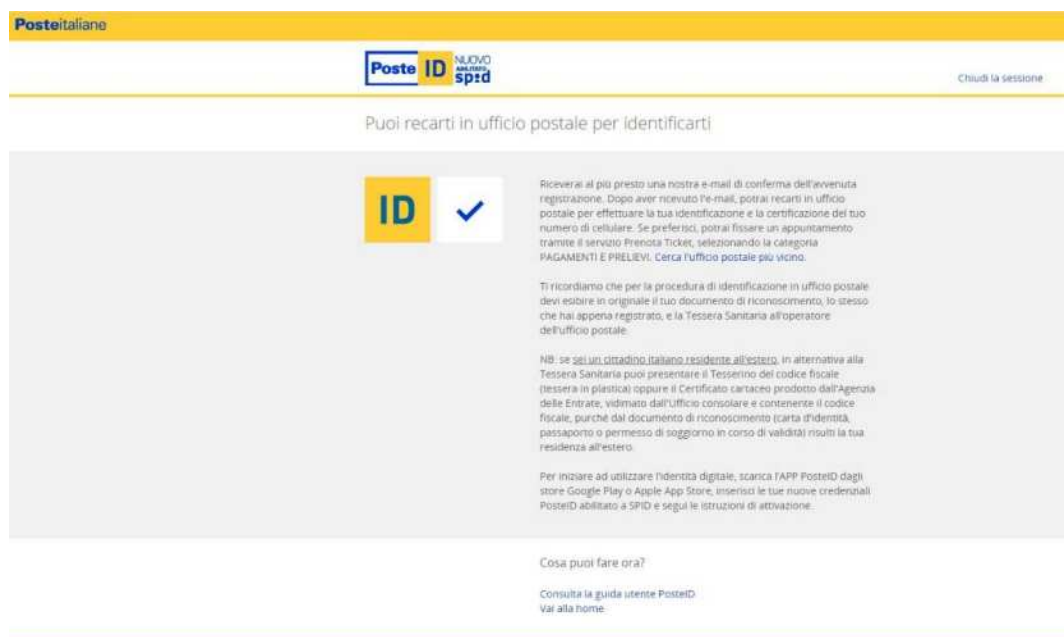 Posteitaliane
Poste ID NUOVO
ABILITATO
spid
Chiudi la sessione
Puoi recarti in ufficio postale per identificarti
ID
Riceverai al più presto una nostra e-mail di conferma dell'avvenuta
registrazione. Dopo aver ricevuto l'e-mail, potrai recarti in ufficio
postale per effettuare la tua identificazione e la certificazione del tuo
numero di cellulare. Se preferisci, potrai fissare un appuntamento
tramite il servizio Prenota Ticket, selezionando la categoria
PAGAMENTI E PRELIEVI. Cerca l'ufficio postale più vicino.
Ti ricordiamo che per la procedura di identificazione in ufficio postale
devi esibire in originale il tuo documento di riconoscimento, lo stesso
che hai appena registrato, e la Tessera Sanitaria all'operatore
dell'ufficio postale.
NB: se sei un cittadino italiano residente all'estero, in alternativa alla
Tessera Sanitaria puoi presentare il Tesserino del codice fiscale
(tessera in plastica) oppure il Certificato cartaceo prodotto dall'Agenzia
delle Entrate, vidimato dall'Ufficio consolare e contenente il codice
fiscale, purché dal documento di riconoscimento (carta d'identità,
passaporto o permesso di soggiorno in corso di validità) risulti la tua
residenza all'estero.
Per iniziare ad utilizzare l'identità digitale, scarica l'APP PosteID dagli
store Google Play o Apple App Store, inserisci le tue nuove credenziali
PosteID abilitato a SPID e segui le istruzioni di attivazione.
Cosa puoi fare ora?
Consulta la guida utente PosteID
Vai alla home